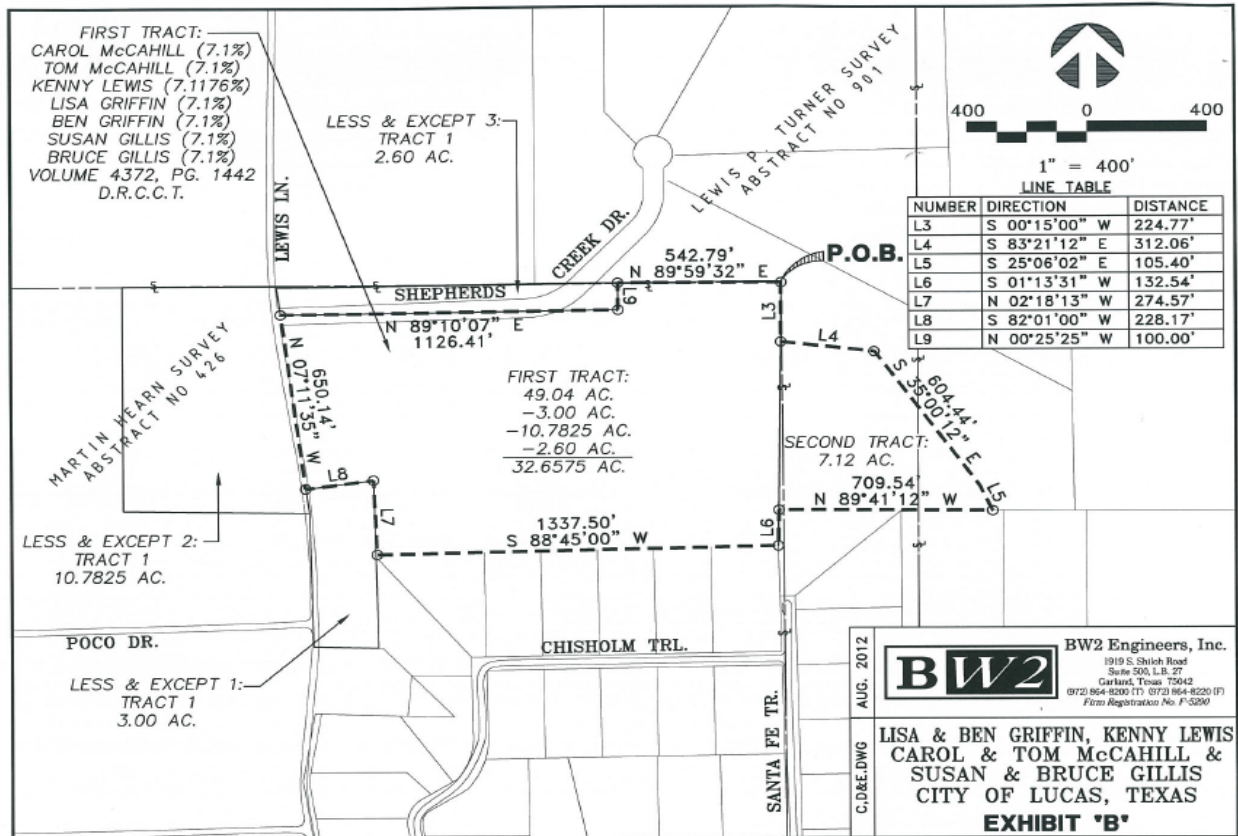 FIRST TRACT:
CAROL McCAHILL (7.1%)
TOM McCAHILL (7.1%)
KENNY LEWIS (7.1176%)
LISA GRIFFIN (7.1%)
BEN GRIFFIN (7.1%)
SUSAN GILLIS (7.1%)
BRUCE GILLIS (7.1%)
VOLUME 4372, PG. 1442
D.R.C.C.T.
LESS & EXCEPT 3:
TRACT 1
2.60 AC.
LEWIS P. TURNER SURVEY
ABSTRACT NO 901
400 0 400
1" = 400'
LINE TABLE
NUMBER DIRECTION DISTANCE
L3 S 00°15'00" W 224.77'
L4 S 83°21'12" E 312.06'
L5 S 25°06'02" E 105.40'
L6 S 01°13'31" W 132.54'
L7 N 02°18'13" W 274.57'
L8 S 82°01'00" W 228.17'
L9 N 00°25'25" W 100.00'
LEWIS LN.
SHEPHERDS CREEK DR.
542.79'
N 89°59'32" E
P.O.B.
L9
L3
L4
N 89°10'07" E
1126.41'
MARTIN HEARN SURVEY
ABSTRACT NO 426
650.14'
N 07°11'35" W
FIRST TRACT:
49.04 AC.
-3.00 AC.
-10.7825 AC.
-2.60 AC.
32.6575 AC.
604.44'
S 35°00'12" E
SECOND TRACT:
7.12 AC.
L5
709.54'
N 89°41'12" W
L8
L7
L6
1337.50'
S 88°45'00" W
LESS & EXCEPT 2:
TRACT 1
10.7825 AC.
POCO DR.
CHISHOLM TRL.
LESS & EXCEPT 1:
TRACT 1
3.00 AC.
SANTA FE TR.
AUG. 2012
C,D&E.DWG
BW2
BW2 Engineers, Inc.
1919 S. Shiloh Road
Suite 500, L.B. 27
Garland, Texas 75042
(972) 864-8200 (T) (972) 864-8220 (F)
Firm Registration No. F-5290
LISA & BEN GRIFFIN, KENNY LEWIS
CAROL & TOM McCAHILL &
SUSAN & BRUCE GILLIS
CITY OF LUCAS, TEXAS
EXHIBIT "B"